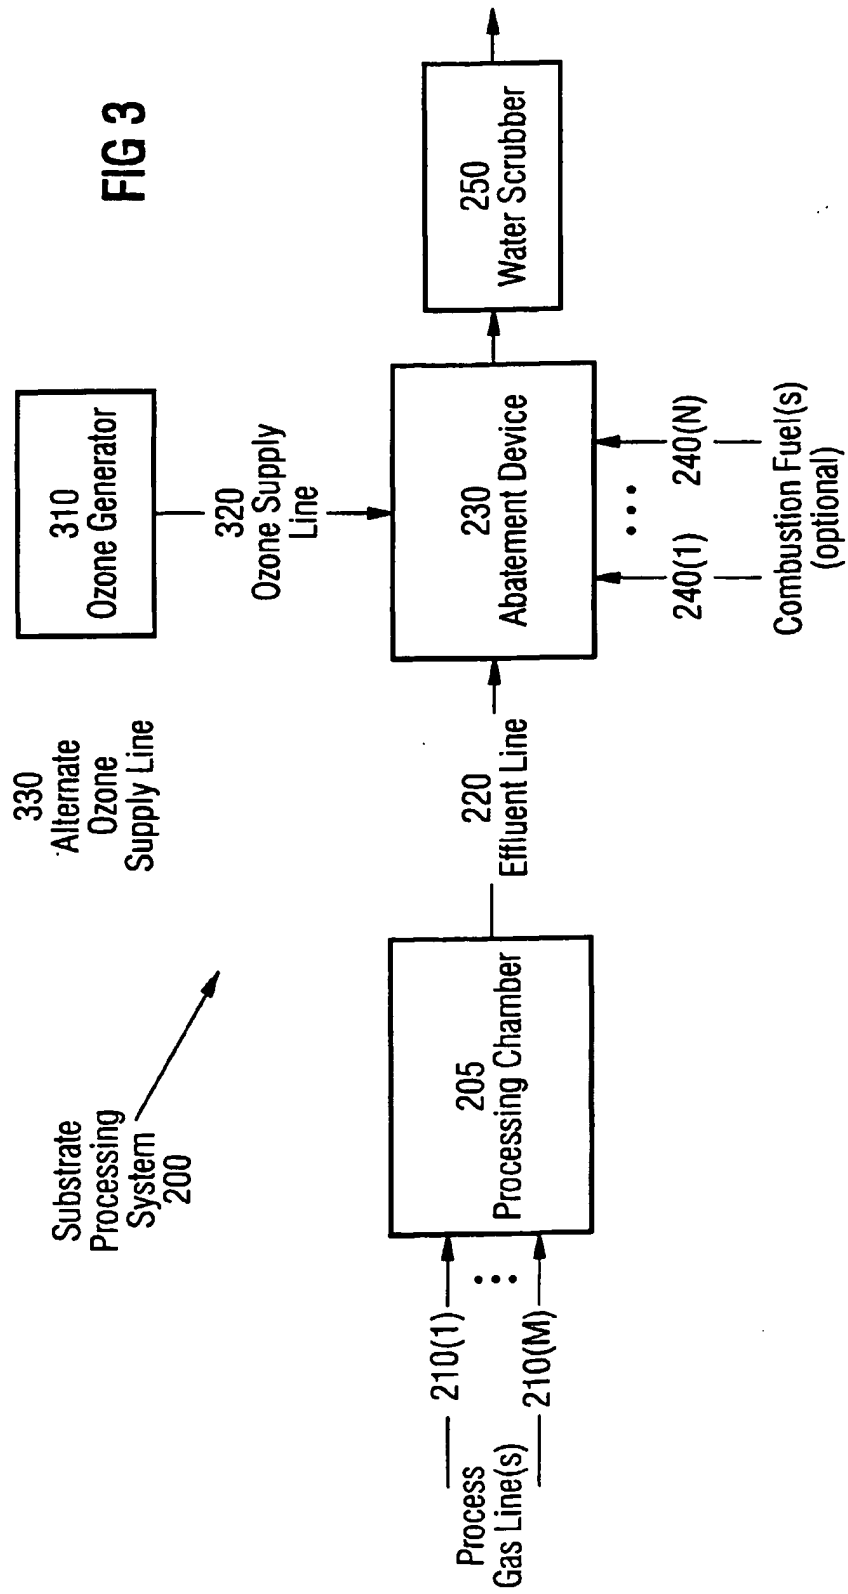 FIG 3
310
Ozone Generator
330
Alternate
Ozone
Supply Line
320
Ozone Supply
Line
Substrate
Processing
System
200
Process
Gas Line(s)
210(1)
210(M)
205
Processing Chamber
220
Effluent Line
230
Abatement Device
250
Water Scrubber
240(1)
240(N)
Combustion Fuel(s)
(optional)